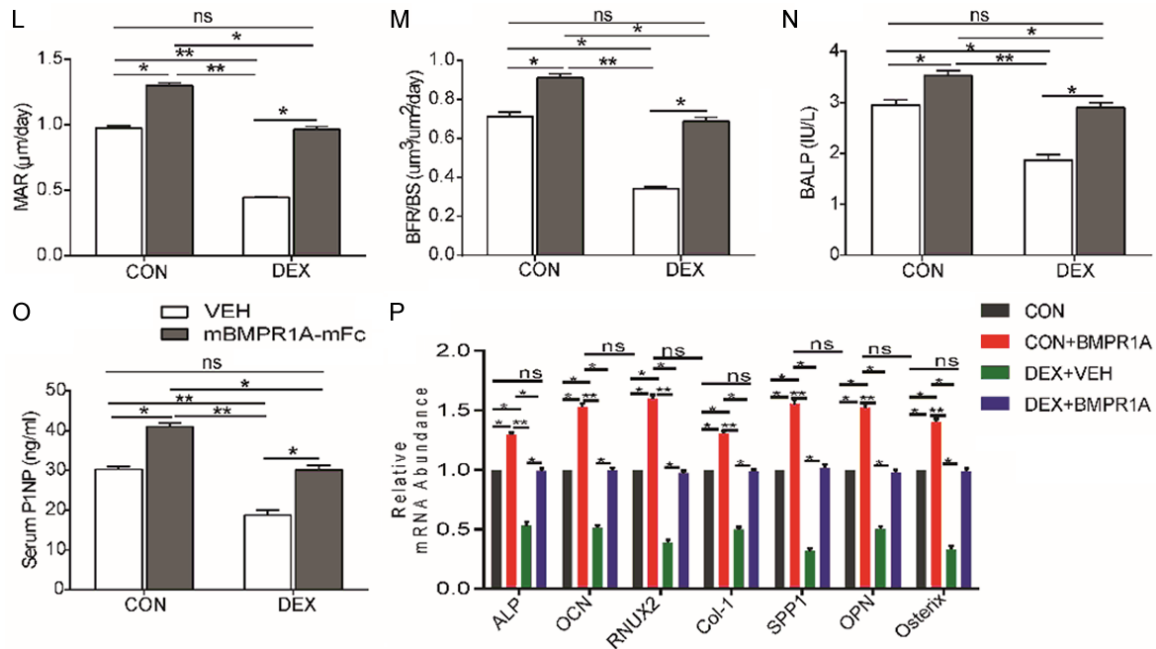 L
ns
*
**
*
**
*
MAR (μm/day)
1.5
1.0
0.5
0.0
CON
DEX
M
ns
*
*
*
**
*
BFR/BS (um³/um²/day)
1.0
0.8
0.6
0.4
0.2
0.0
CON
DEX
N
ns
*
*
*
**
*
BALP (IU/L)
4
3
2
1
0
CON
DEX
O
VEH
mBMPR1A-mFc
ns
*
**
*
**
*
Serum P1NP (ng/ml)
50
40
30
20
10
0
CON
DEX
P
CON
CON+BMPR1A
DEX+VEH
DEX+BMPR1A
Relative
mRNA Abundance
2.0
1.5
1.0
0.5
0.0
ns
*
*
*
**
*
ns
*
*
*
**
*
ns
*
*
*
**
*
ns
*
*
*
**
*
ns
*
*
*
**
*
ns
*
*
*
**
*
ns
*
*
*
**
*
ALP
OCN
RNUX2
Col-1
SPP1
OPN
Osterix